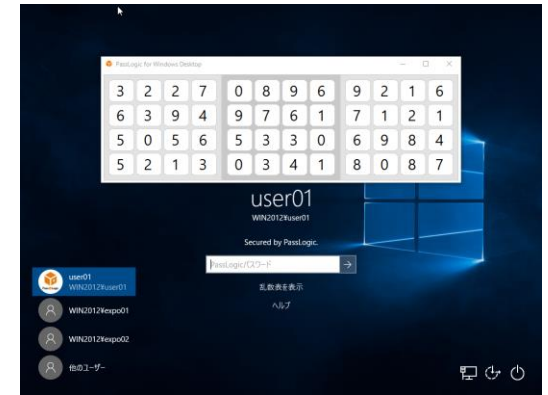 PassLogic for Windows Desktop
3 2 2 7 0 8 9 6 9 2 1 6
6 3 9 4 9 7 6 1 7 1 2 1
5 0 5 6 5 3 3 0 6 9 8 4
5 2 1 3 0 3 4 1 8 0 8 7
user01
WIN2012¥user01
Secured by PassLogic.
PassLogicパスワード
乱数表を表示
ヘルプ
user01
WIN2012¥user01
WIN2012¥expo01
WIN2012¥expo02
他のユーザー